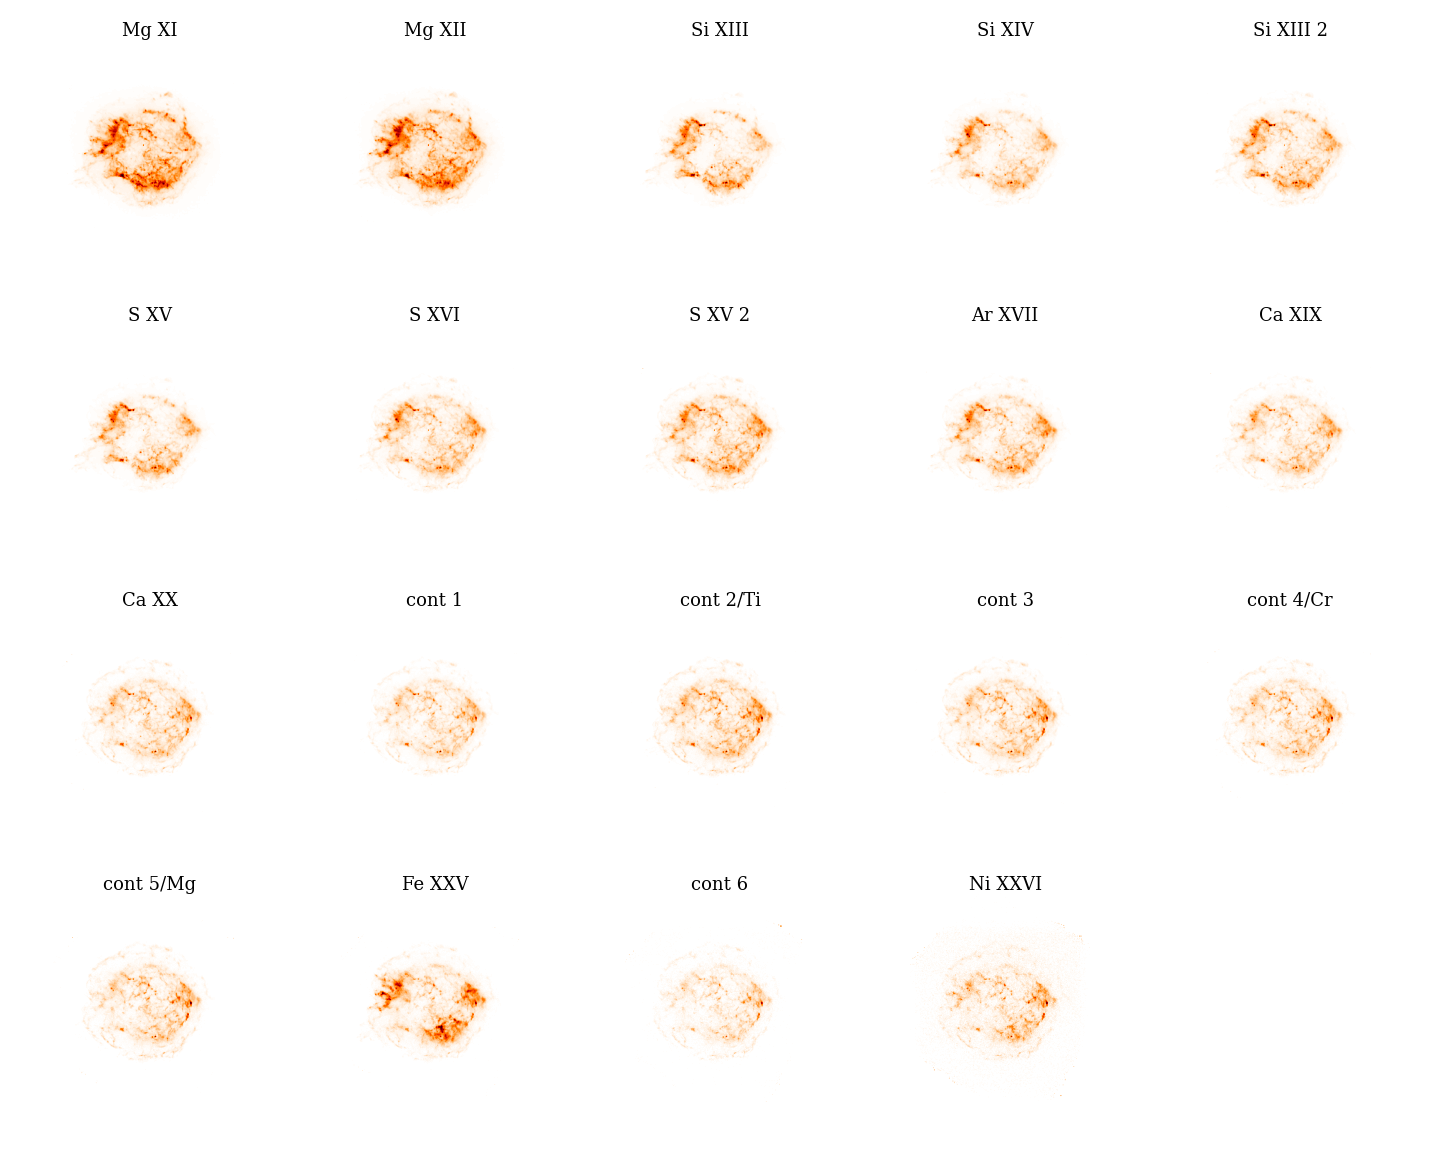 Mg XI
Mg XII
Si XIII
Si XIV
Si XIII 2
S XV
S XVI
S XV 2
Ar XVII
Ca XIX
Ca XX
cont 1
cont 2/Ti
cont 3
cont 4/Cr
cont 5/Mg
Fe XXV
cont 6
Ni XXVI